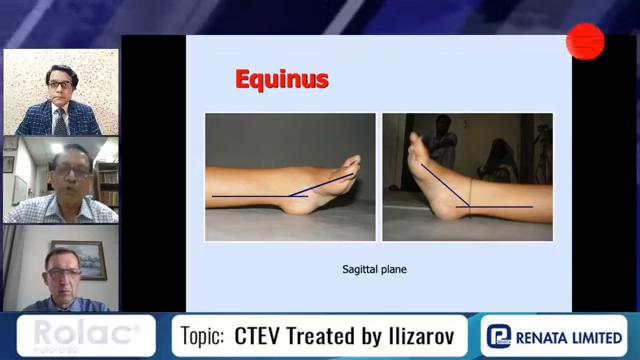 Equinus
Sagittal plane
Rolac
Topic: CTEV Treated by Ilizarov
RENATA LIMITED